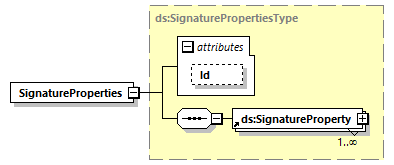 ds:SignaturePropertiesType
attributes
Id
SignatureProperties
ds:SignatureProperty
1..∞